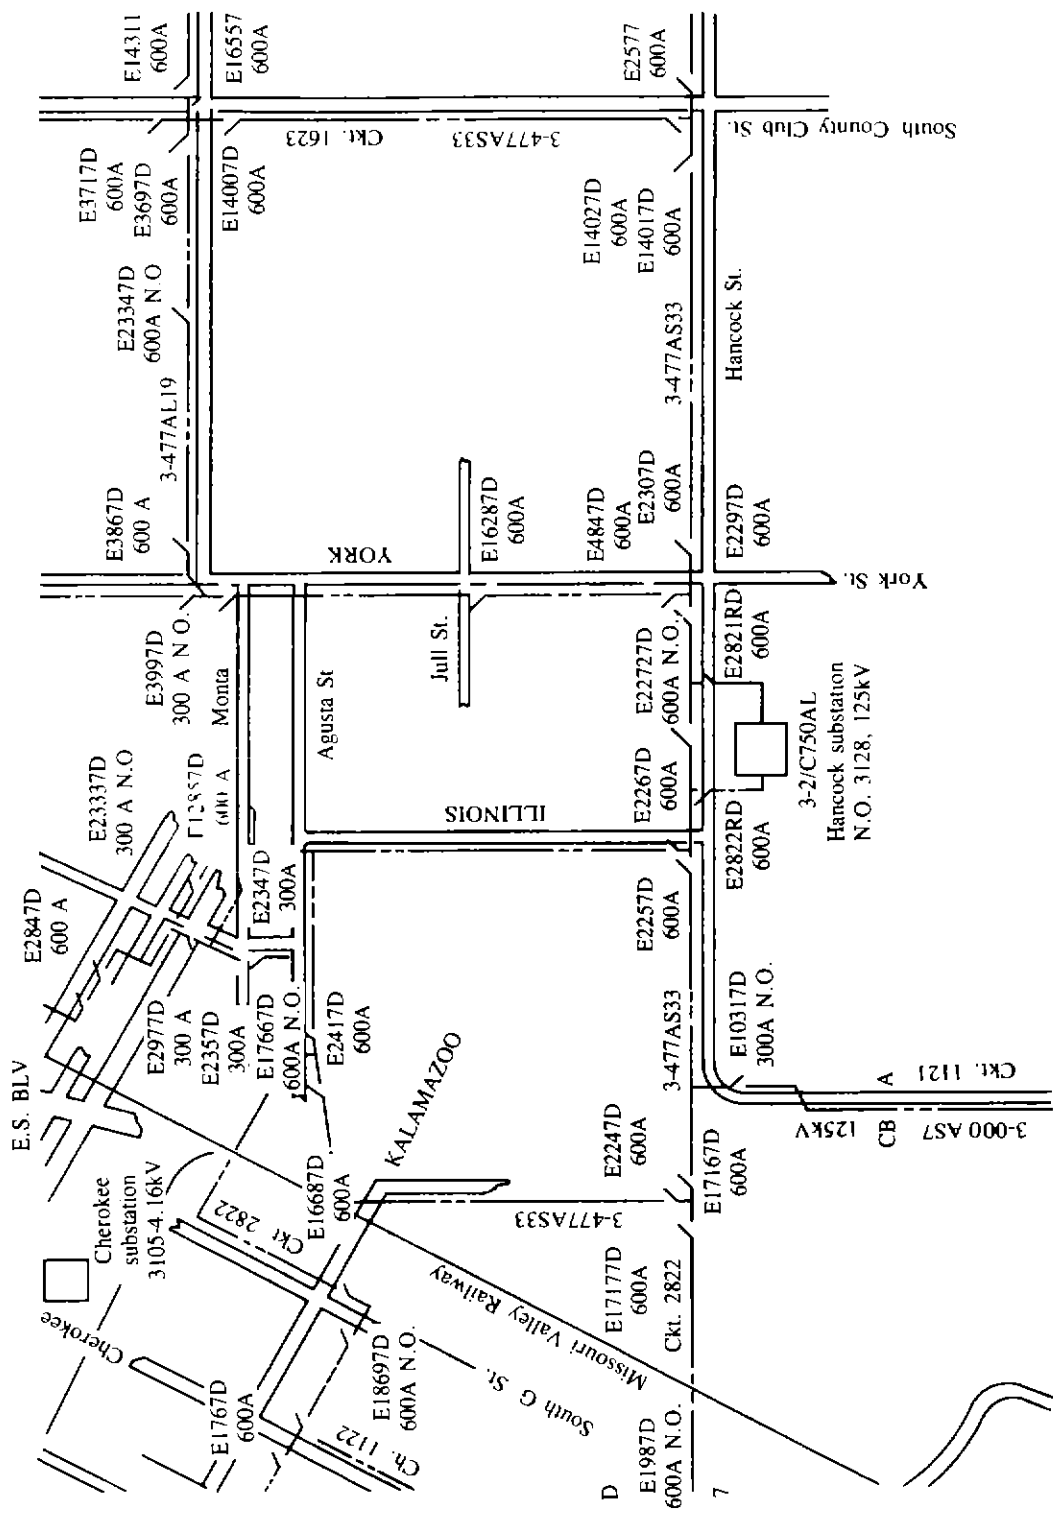 E.S. BLV
Cherokee
substation
3105-4.16kV
Cherokee
E1767D
600A
Ch. 1122
E18697D
600A N.O.
South G St.
Ckt 2822
E16687D
600A
KALAMAZOO
Missouri Valley Railway
3-477AS33
E17177D
600A
Ckt. 2822
D
E1987D
600A N.O.
7
E2247D
600A
E17167D
600A
3-477AS33
E10317D
300A N.O.
125kV
CB
A
3-000 AS7
Ckt. 1121
E2847D
600 A
E2977D
300 A
E2357D
300A
E17667D
600A N.O.
E2417D
600A
E23337D
300 A N.O
600 A
E2347D
300A
Monta
Agusta St
ILLINOIS
E2257D
600A
E2267D
600A
E22727D
600A N.O.
E2822RD
600A
E2821RD
600A
3-2/C750AL
Hancock substation
N.O. 3128, 125kV
E3997D
300 A N.O.
Jull St.
E3867D
600 A
YORK
E16287D
600A
E4847D
600A
E2307D
600A
E2297D
600A
York St.
3-477AL19
E23347D
600A N.O
E3717D
600A
E3697D
600A
E14007D
600A
Ckt. 1623
3-477AS33
E14027D
600A
E14017D
600A
3-477AS33
Hancock St.
South County Club St.
E14311
600A
E16557
600A
E2577
600A